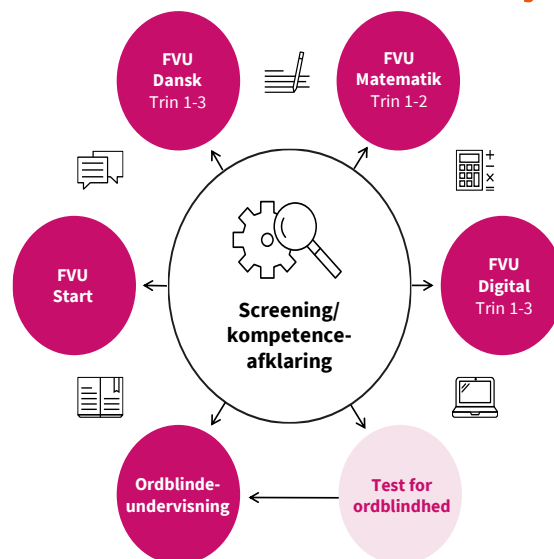 FVU
Dansk
Trin 1-3
FVU
Matematik
Trin 1-2
FVU
Start
Screening/
kompetence-
afklaring
FVU
Digital
Trin 1-3
Ordblinde-
undervisning
Test for
ordblindhed